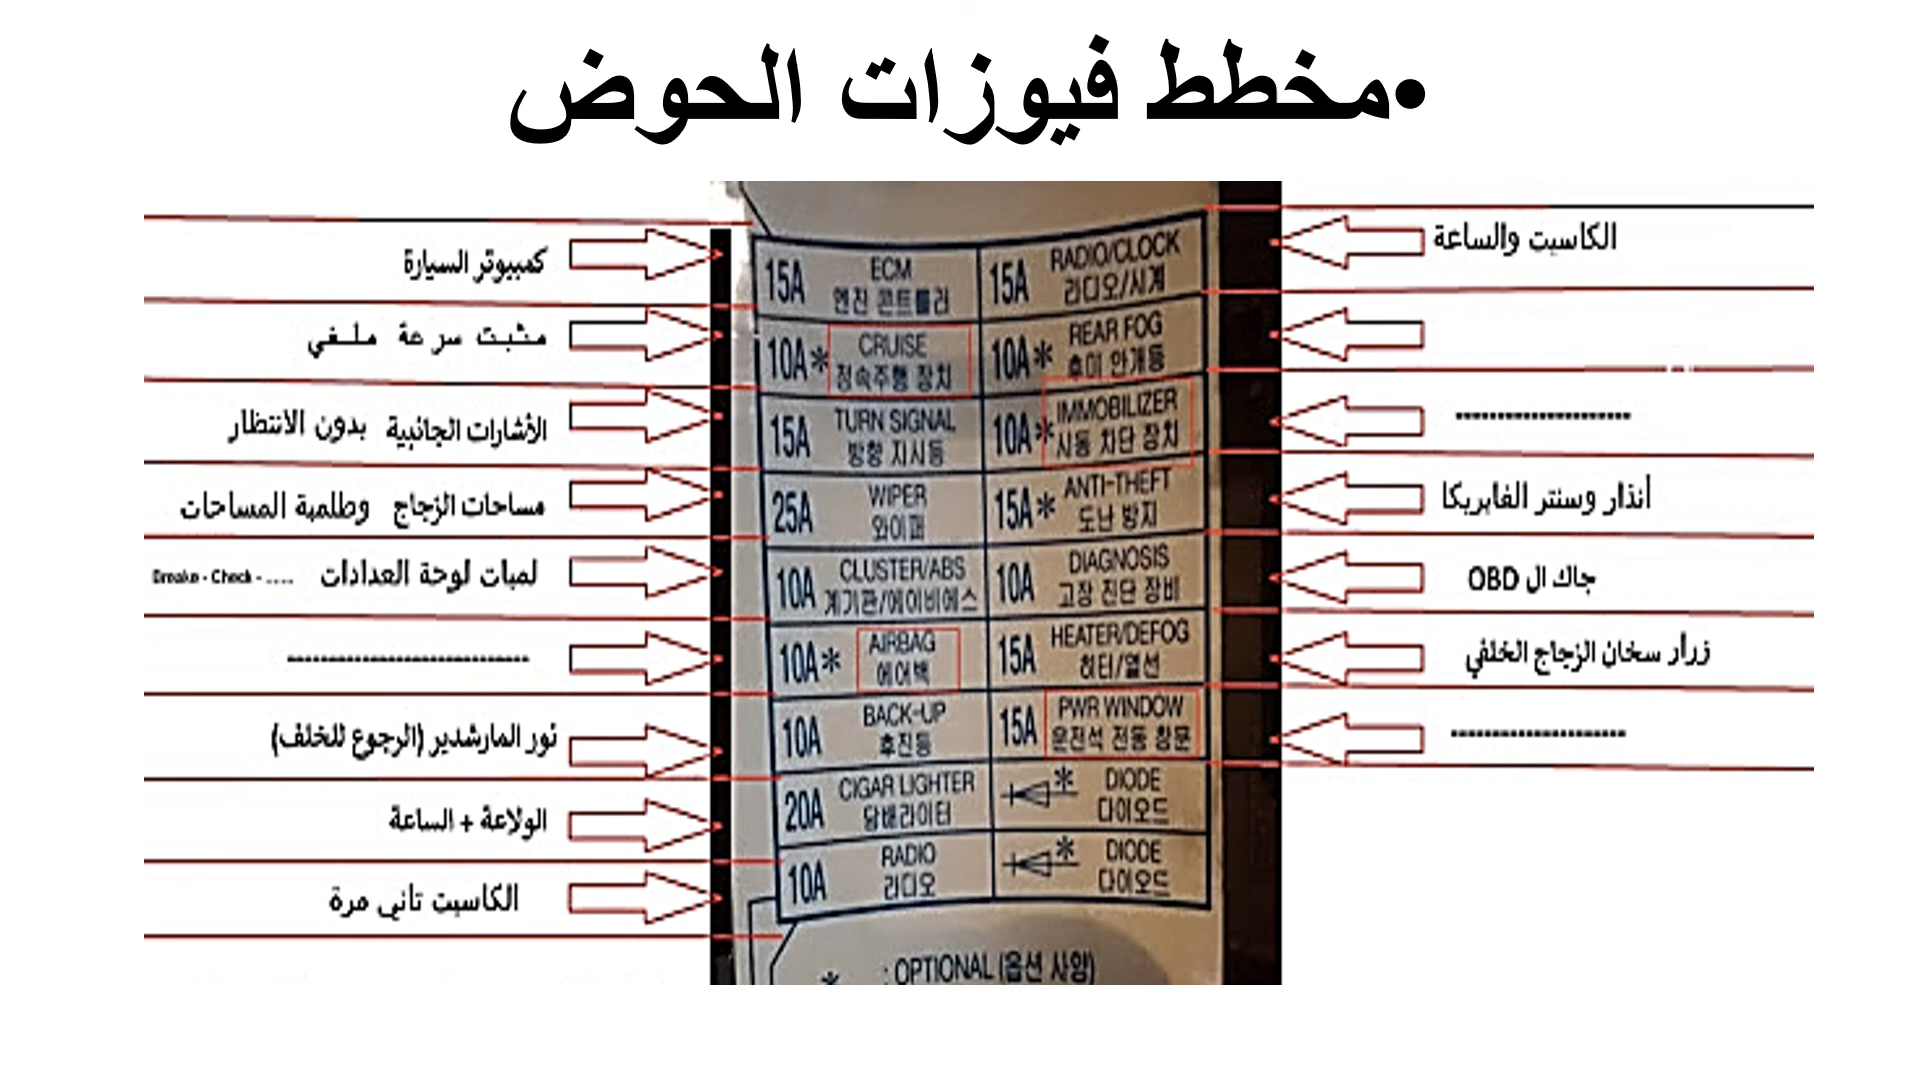 •مخطط فيوزات الحوض
كمبيوتر السيارة
15A ECM
엔진 콘트롤러
15A RADIO/CLOCK
라디오/시계
الكاسيت والساعة
مثبت سرعة ملغي
10A* CRUISE
정속주행 장치
10A* REAR FOG
후미 안개등
الأشارات الجانبية بدون الانتظار
15A TURN SIGNAL
방향 지시등
10A* IMMOBILIZER
시동 차단 장치
--------------------
مساحات الزجاج وطلمبة المساحات
25A WIPER
와이퍼
15A* ANTI-THEFT
도난 방지
أنذار وسنتر الفابريكا
لمبات لوحة العدادات Breake - Check - ....
10A CLUSTER/ABS
계기판/에이비에스
10A DIAGNOSIS
고장 진단 장비
جاك ال OBD
----------------------------
10A* AIRBAG
에어백
15A HEATER/DEFOG
히터/열선
زرأر سخان الزجاج الخلفي
نور المارشدير (الرجوع للخلف)
10A BACK-UP
후진등
15A PWR WINDOW
운전석 전동 창문
--------------------
الولاعة + الساعة
20A CIGAR LIGHTER
담배라이터
* DIODE
다이오드
الكاسيت تاني مرة
10A RADIO
라디오
* DIODE
다이오드
* : OPTIONAL (옵션 사양)